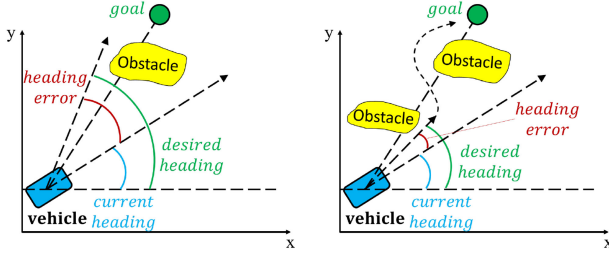 goal
y
Obstacle
heading
error
desired
heading
current
heading
vehicle
x
goal
y
Obstacle
Obstacle
heading
error
desired
heading
current
heading
vehicle
x